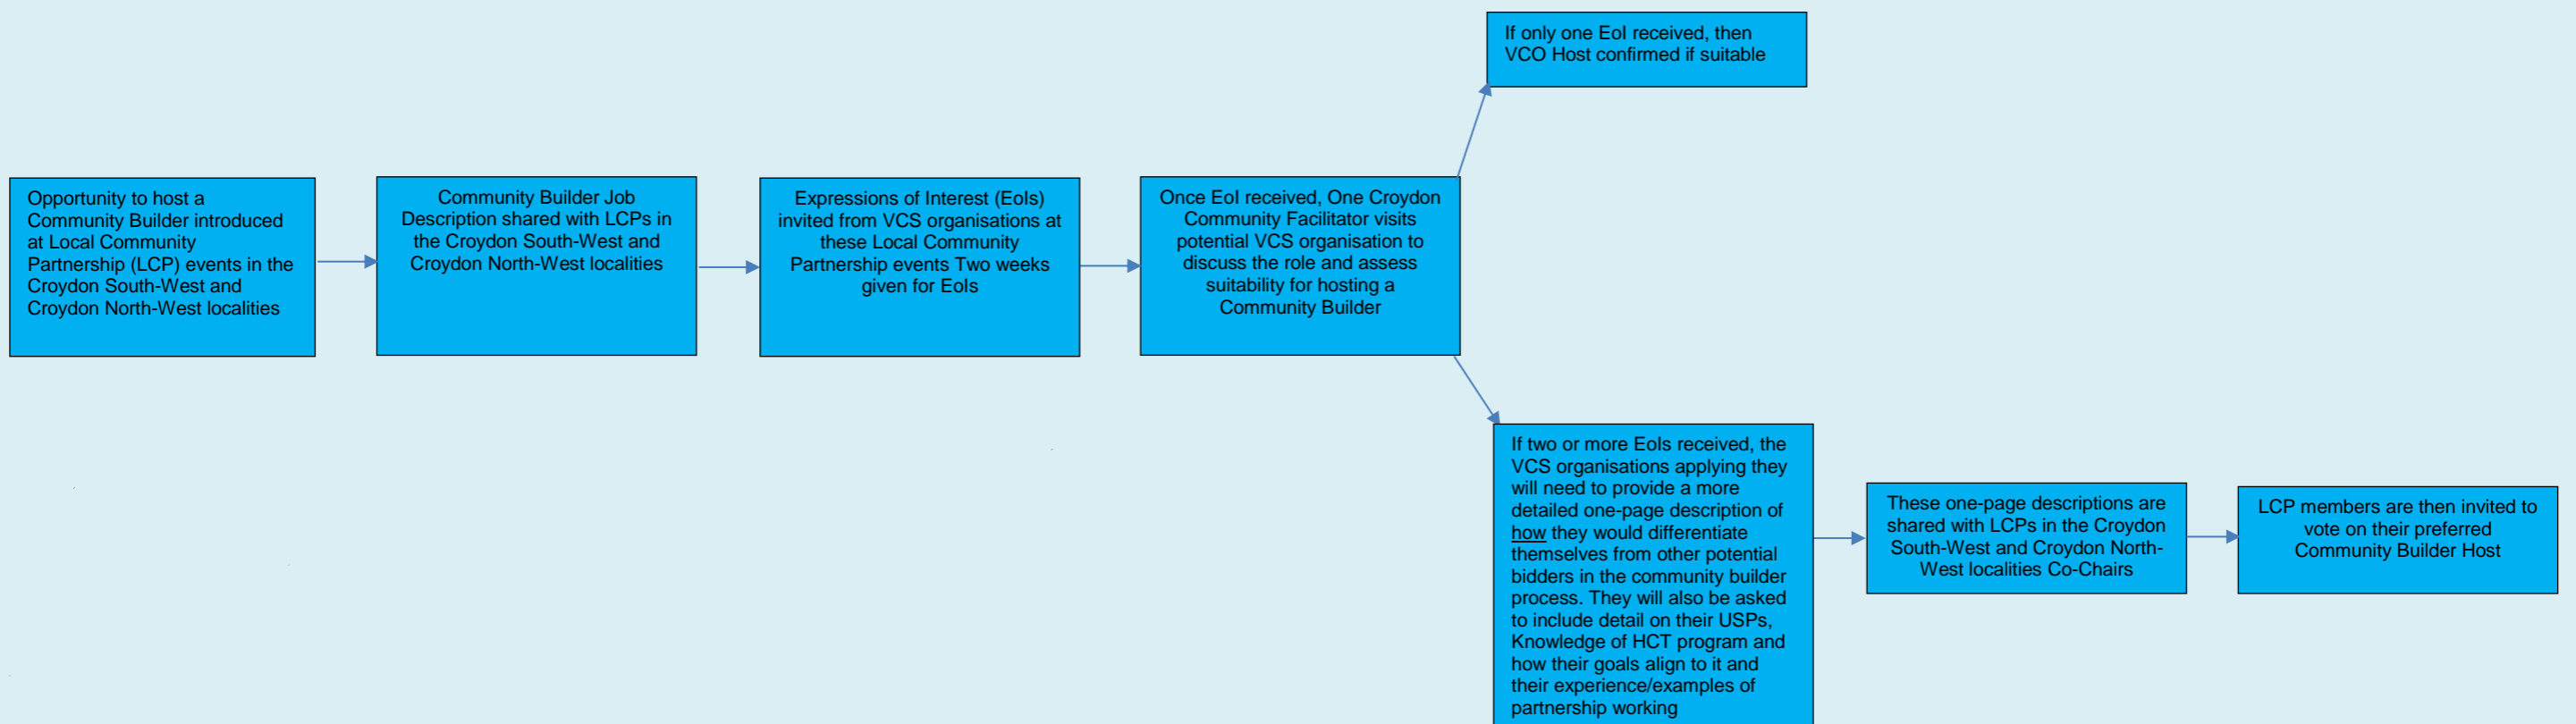 Opportunity to host a
Community Builder introduced
at Local Community
Partnership (LCP) events in the
Croydon South-West and
Croydon North-West localities
Community Builder Job
Description shared with LCPs in
the Croydon South-West and
Croydon North-West localities
Expressions of Interest (EoIs)
invited from VCS organisations at
these Local Community
Partnership events Two weeks
given for EoIs
Once EoI received, One Croydon
Community Facilitator visits
potential VCS organisation to
discuss the role and assess
suitability for hosting a
Community Builder
If only one EoI received, then
VCO Host confirmed if suitable
If two or more EoIs received, the
VCS organisations applying they
will need to provide a more
detailed one-page description of
how they would differentiate
themselves from other potential
bidders in the community builder
process. They will also be asked
to include detail on their USPs,
Knowledge of HCT program and
how their goals align to it and
their experience/examples of
partnership working
These one-page descriptions are
shared with LCPs in the Croydon
South-West and Croydon North-
West localities Co-Chairs
LCP members are then invited to
vote on their preferred
Community Builder Host